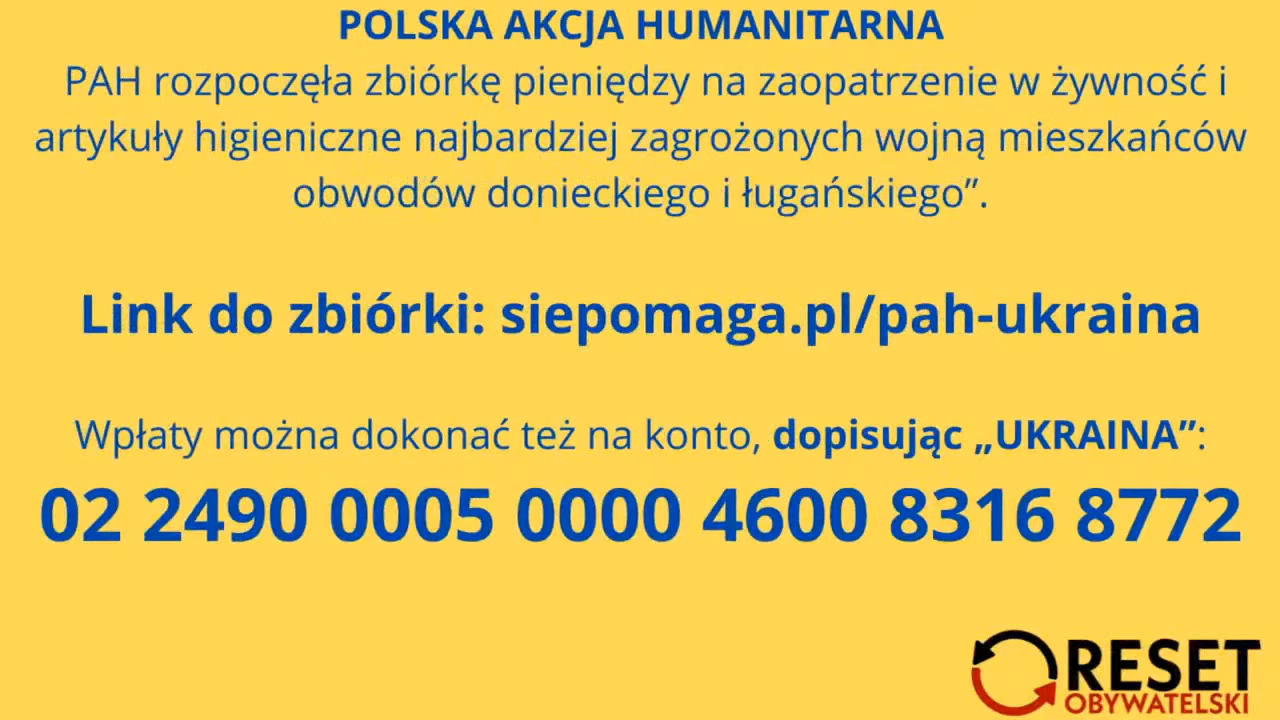 POLSKA AKCJA HUMANITARNA
PAH rozpoczęła zbiórkę pieniędzy na zaopatrzenie w żywność i
artykuły higieniczne najbardziej zagrożonych wojną mieszkańców
obwodów donieckiego i ługańskiego”.
Link do zbiórki: siepomaga.pl/pah-ukraina
Wpłaty można dokonać też na konto, dopisując „UKRAINA”:
02 2490 0005 0000 4600 8316 8772
RESET
OBYWATELSKI